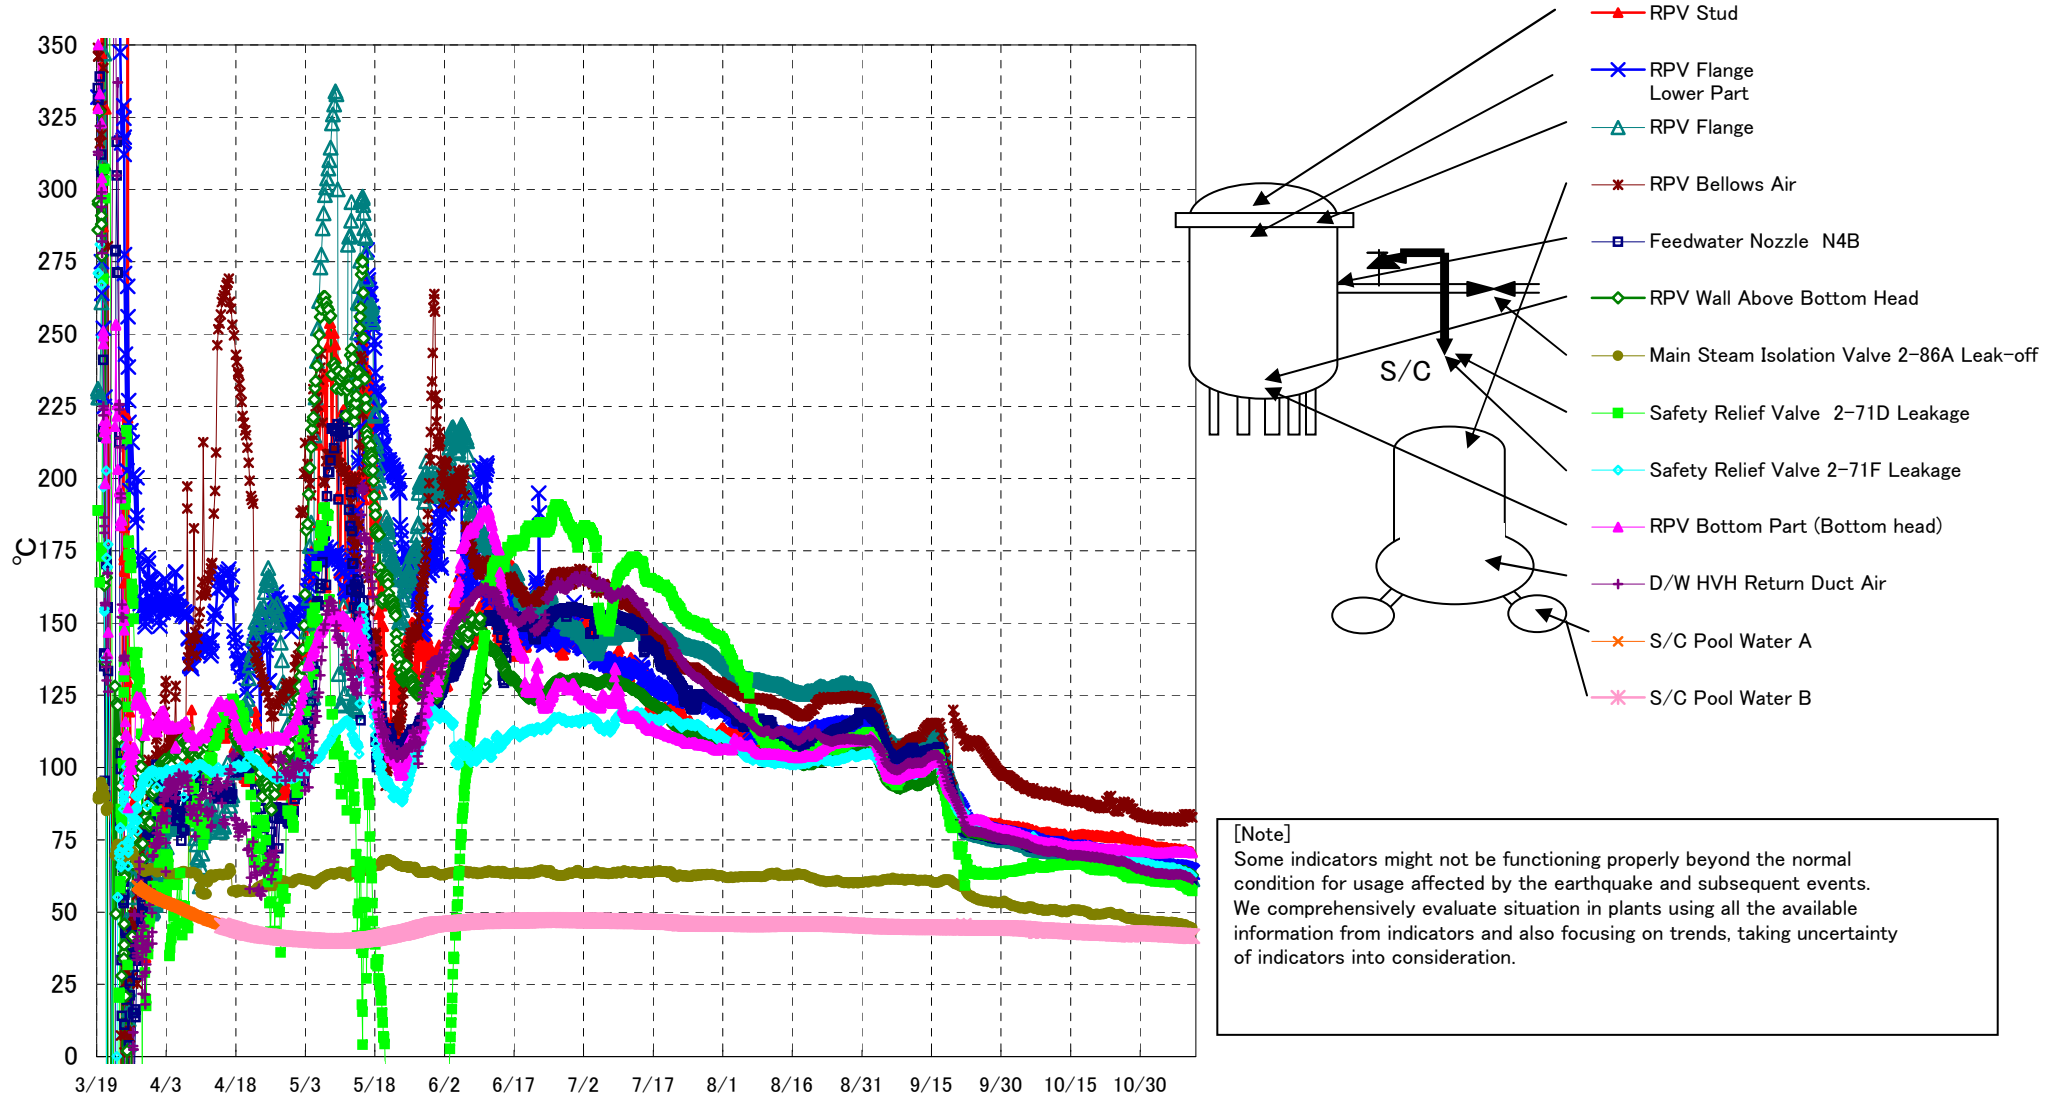 350
325
300
275
250
225
200
175
150
125
100
75
50
25
0
℃
3/19 4/3 4/18 5/3 5/18 6/2 6/17 7/2 7/17 8/1 8/16 8/31 9/15 9/30 10/15 10/30
RPV Stud
RPV Flange
Lower Part
RPV Flange
RPV Bellows Air
Feedwater Nozzle N4B
RPV Wall Above Bottom Head
Main Steam Isolation Valve 2-86A Leak-off
Safety Relief Valve 2-71D Leakage
Safety Relief Valve 2-71F Leakage
RPV Bottom Part (Bottom head)
D/W HVH Return Duct Air
S/C Pool Water A
S/C Pool Water B
S/C
[Note]
Some indicators might not be functioning properly beyond the normal
condition for usage affected by the earthquake and subsequent events.
We comprehensively evaluate situation in plants using all the available
information from indicators and also focusing on trends, taking uncertainty
of indicators into consideration.